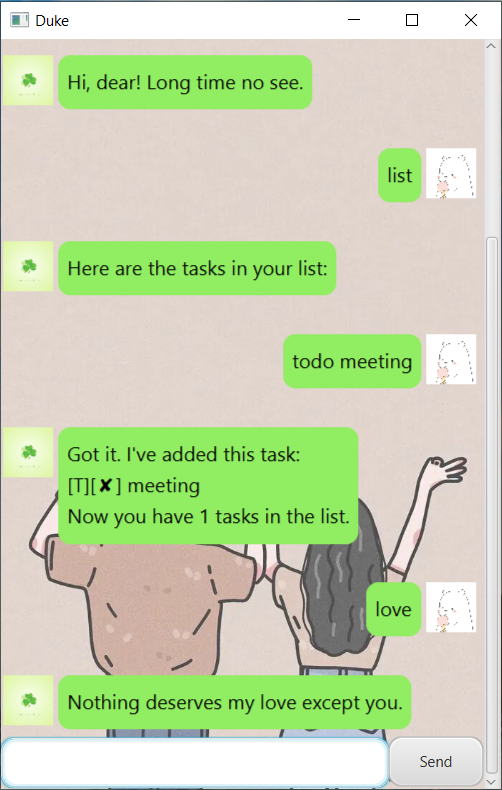 Duke
Hi, dear! Long time no see.
list
Here are the tasks in your list:
todo meeting
Got it. I've added this task:
[T][✘] meeting
Now you have 1 tasks in the list.
love
Nothing deserves my love except you.
Send